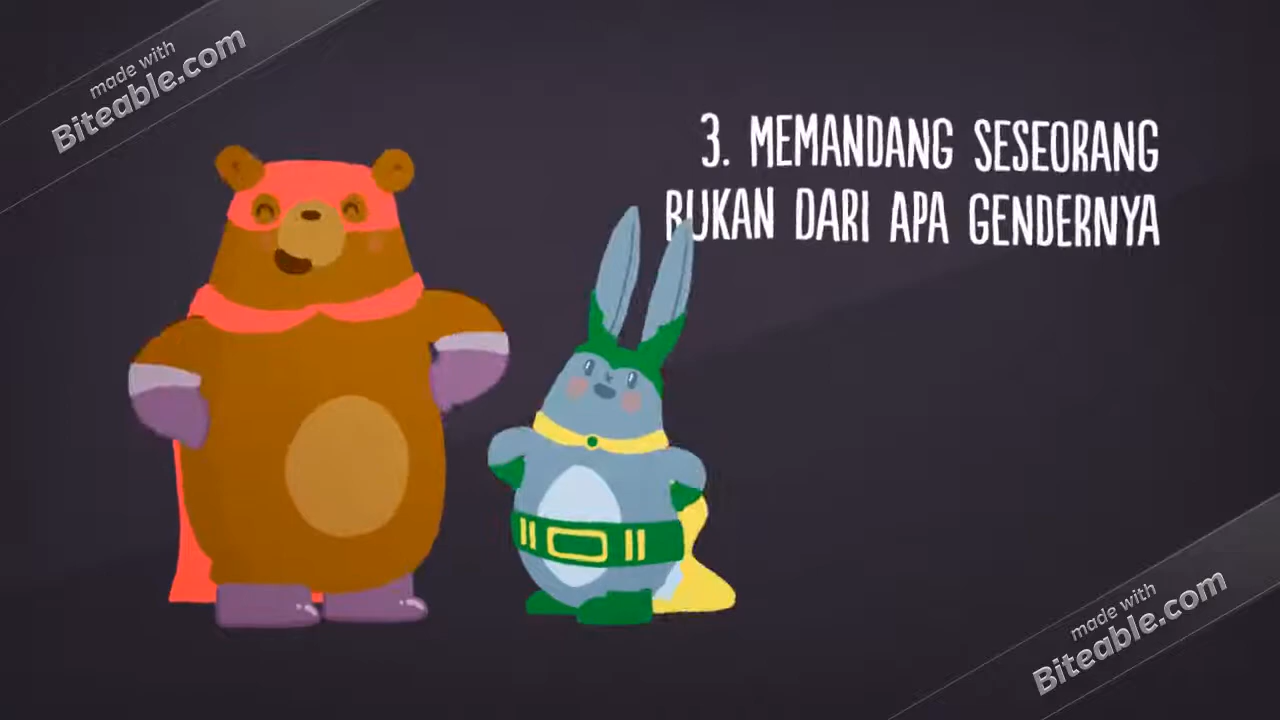 made with
Biteable.com
3. MEMANDANG SESEORANG
BUKAN DARI APA GENDERNYA
made with
Biteable.com